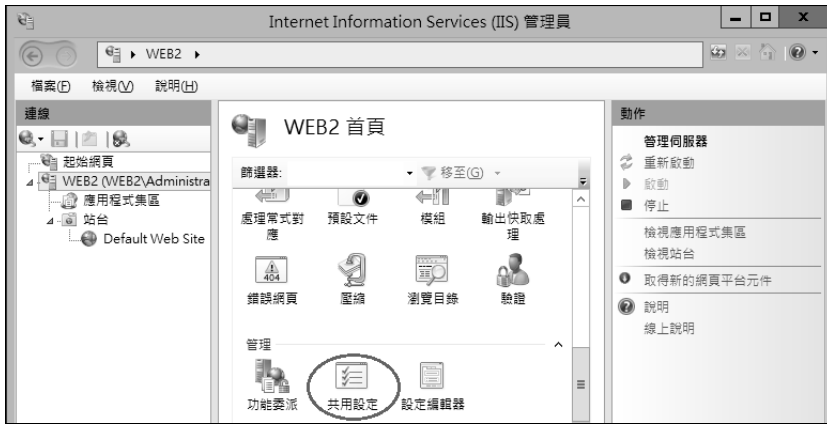 Internet Information Services (IIS) 管理員
WEB2
檔案(F) 檢視(V) 說明(H)
連線
起始網頁
WEB2 (WEB2\Administra
應用程式集區
站台
Default Web Site
WEB2 首頁
篩選器: 移至(G)
處理常式對應 預設文件 模組 輸出快取處理
404
錯誤網頁 壓縮 瀏覽目錄 驗證
管理
功能委派 共用設定 設定編輯器
動作
管理伺服器
重新啟動
啟動
停止
檢視應用程式集區
檢視站台
取得新的網頁平台元件
說明
線上說明